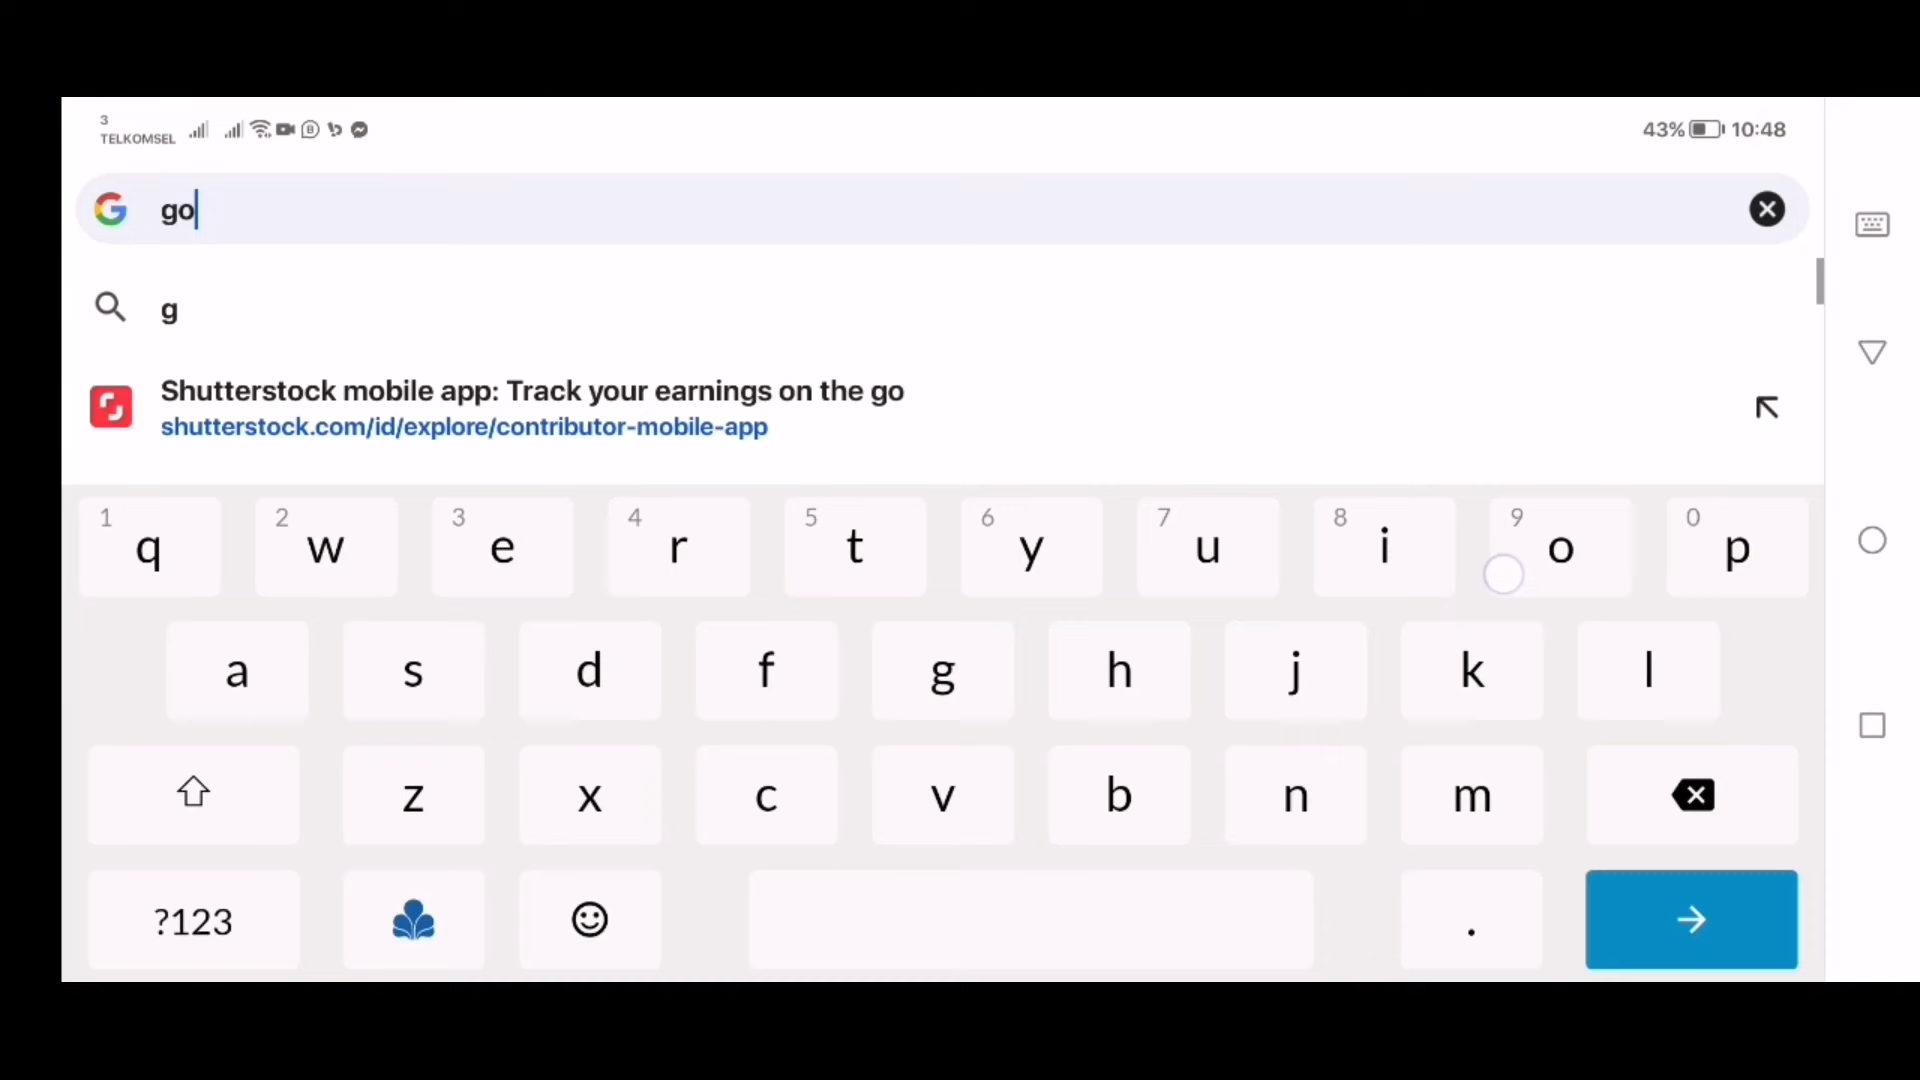 3
TELKOMSEL
43% 10:48
go
g
Shutterstock mobile app: Track your earnings on the go
shutterstock.com/id/explore/contributor-mobile-app
1 2 3 4 5 6 7 8 9 0
q w e r t y u i o p
a s d f g h j k l
z x c v b n m
?123 .